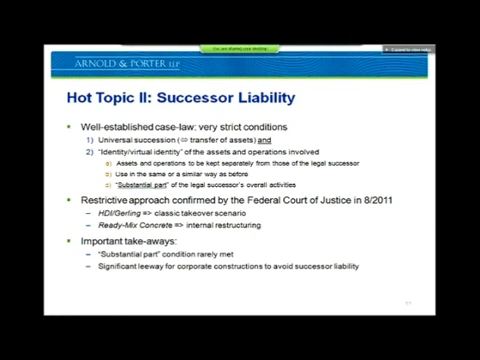 You are sharing your desktop
ARNOLD & PORTER LLP
Hot Topic II: Successor Liability
Well-established case-law: very strict conditions
1) Universal succession (⇔ transfer of assets) and
2) "Identity/virtual identity" of the assets and operations involved
a) Assets and operations to be kept separately from those of the legal successor
b) Use in the same or a similar way as before
c) "Substantial part" of the legal successor's overall activities
Restrictive approach confirmed by the Federal Court of Justice in 8/2011
– HDI/Gerling => classic takeover scenario
– Ready-Mix Concrete => internal restructuring
Important take-aways:
– "Substantial part" condition rarely met
– Significant leeway for corporate constructions to avoid successor liability